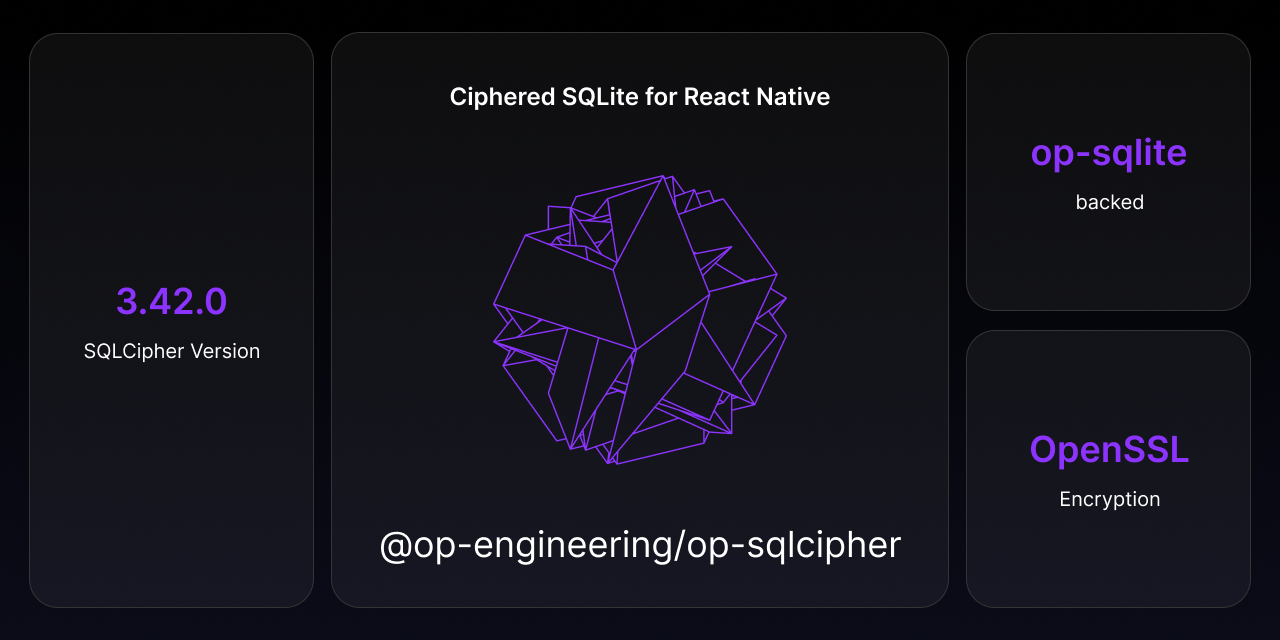 3.42.0
SQLCipher Version
Ciphered SQLite for React Native
@op-engineering/op-sqlcipher
op-sqlite
backed
OpenSSL
Encryption